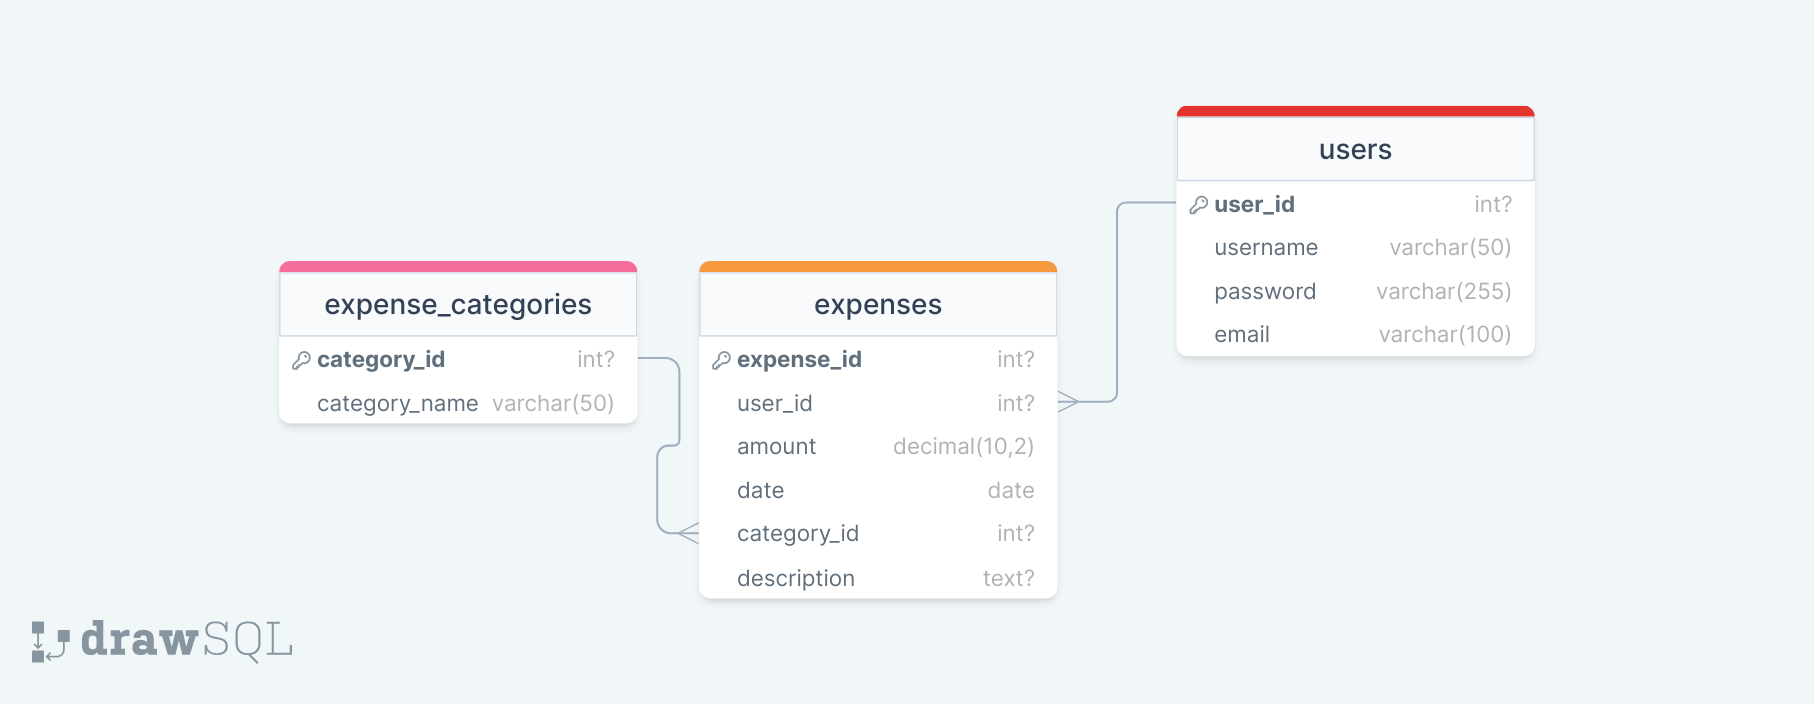 users
user_id int?
username varchar(50)
password varchar(255)
email varchar(100)
expense_categories
category_id int?
category_name varchar(50)
expenses
expense_id int?
user_id int?
amount decimal(10,2)
date date
category_id int?
description text?
drawSQL